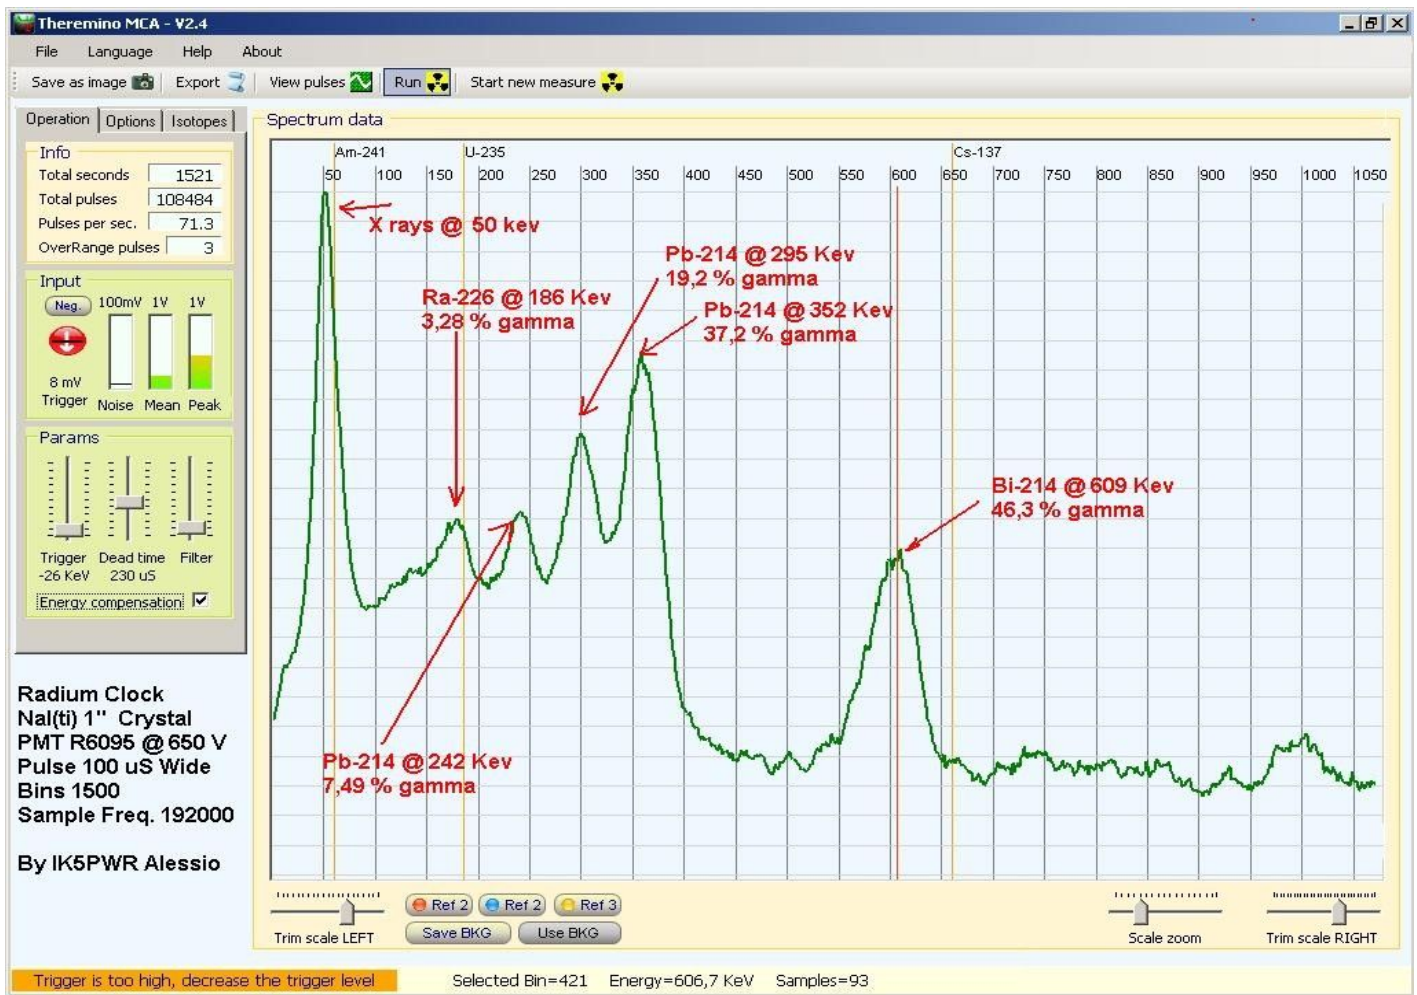 Theremino MCA - V2.4
File Language Help About
Save as image Export View pulses Run Start new measure
Operation Options Isotopes
Info
Total seconds 1521
Total pulses 108484
Pulses per sec. 71.3
OverRange pulses 3
Input
Neg. 100mV 1V 1V
8 mV
Trigger Noise Mean Peak
Params
Trigger Dead time Filter
-26 KeV 230 uS
Energy compensation
Radium Clock
NaI(ti) 1" Crystal
PMT R6095 @ 650 V
Pulse 100 uS Wide
Bins 1500
Sample Freq. 192000
By IK5PWR Alessio
Spectrum data
Am-241 U-235 Cs-137
50 100 150 200 250 300 350 400 450 500 550 600 650 700 750 800 850 900 950 1000 1050
X rays @ 50 kev
Pb-214 @ 295 Kev
19,2 % gamma
Ra-226 @ 186 Kev
3,28 % gamma
Pb-214 @ 352 Kev
37,2 % gamma
Bi-214 @ 609 Kev
46,3 % gamma
Pb-214 @ 242 Kev
7,49 % gamma
Ref 2 Ref 2 Ref 3
Trim scale LEFT Save BKG Use BKG Scale zoom Trim scale RIGHT
Trigger is too high, decrease the trigger level Selected Bin=421 Energy=606,7 KeV Samples=93